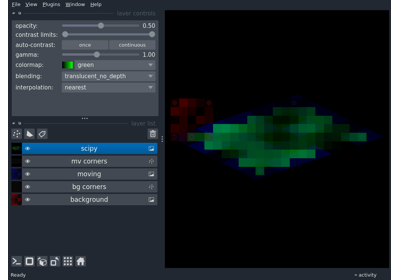 File View Plugins Window Help
layer controls
opacity: 0.50
contrast limits:
auto-contrast: once continuous
gamma: 1.00
colormap: green
blending: translucent_no_depth
interpolation: nearest
layer list
scipy
mv corners
moving
bg corners
background
Ready activity